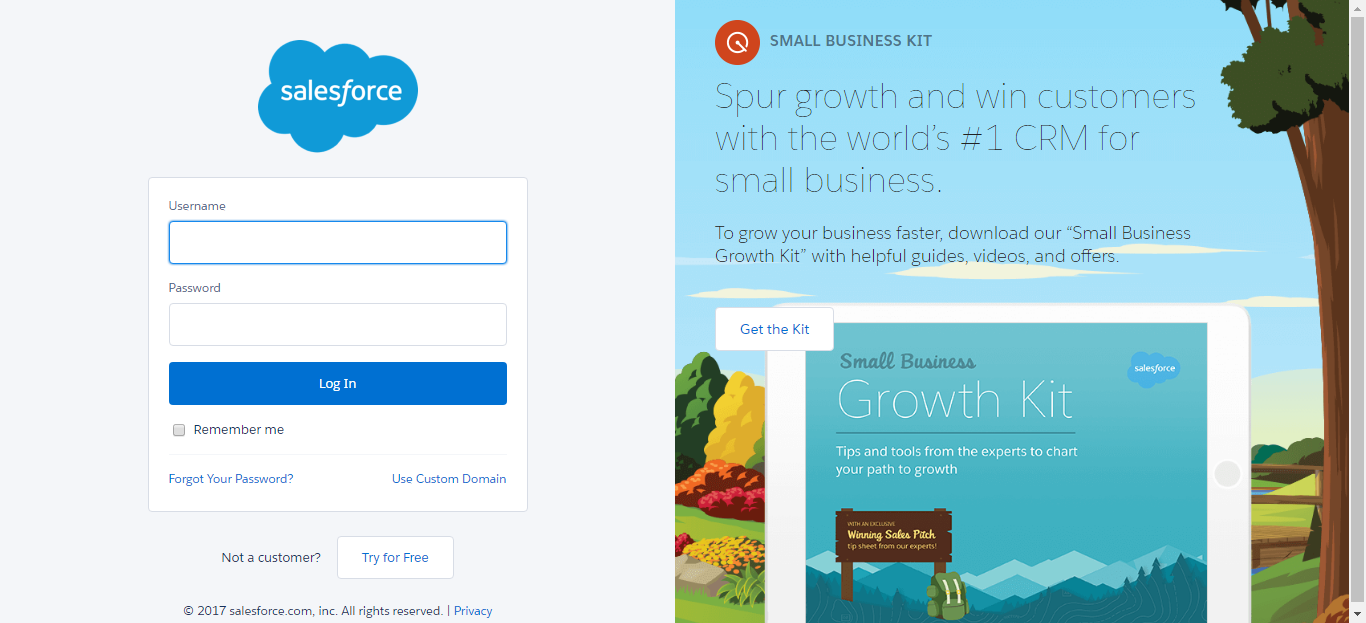 salesforce
Username
Password
Log In
Remember me
Forgot Your Password?
Use Custom Domain
Not a customer?
Try for Free
© 2017 salesforce.com, inc. All rights reserved. | Privacy
SMALL BUSINESS KIT
Spur growth and win customers
with the world’s #1 CRM for
small business.
To grow your business faster, download our “Small Business
Growth Kit” with helpful guides, videos, and offers.
Get the Kit
Small Business
salesforce
Growth Kit
Tips and tools from the experts to chart
your path to growth
WITH AN EXCLUSIVE
Winning Sales Pitch
tip sheet from our experts!